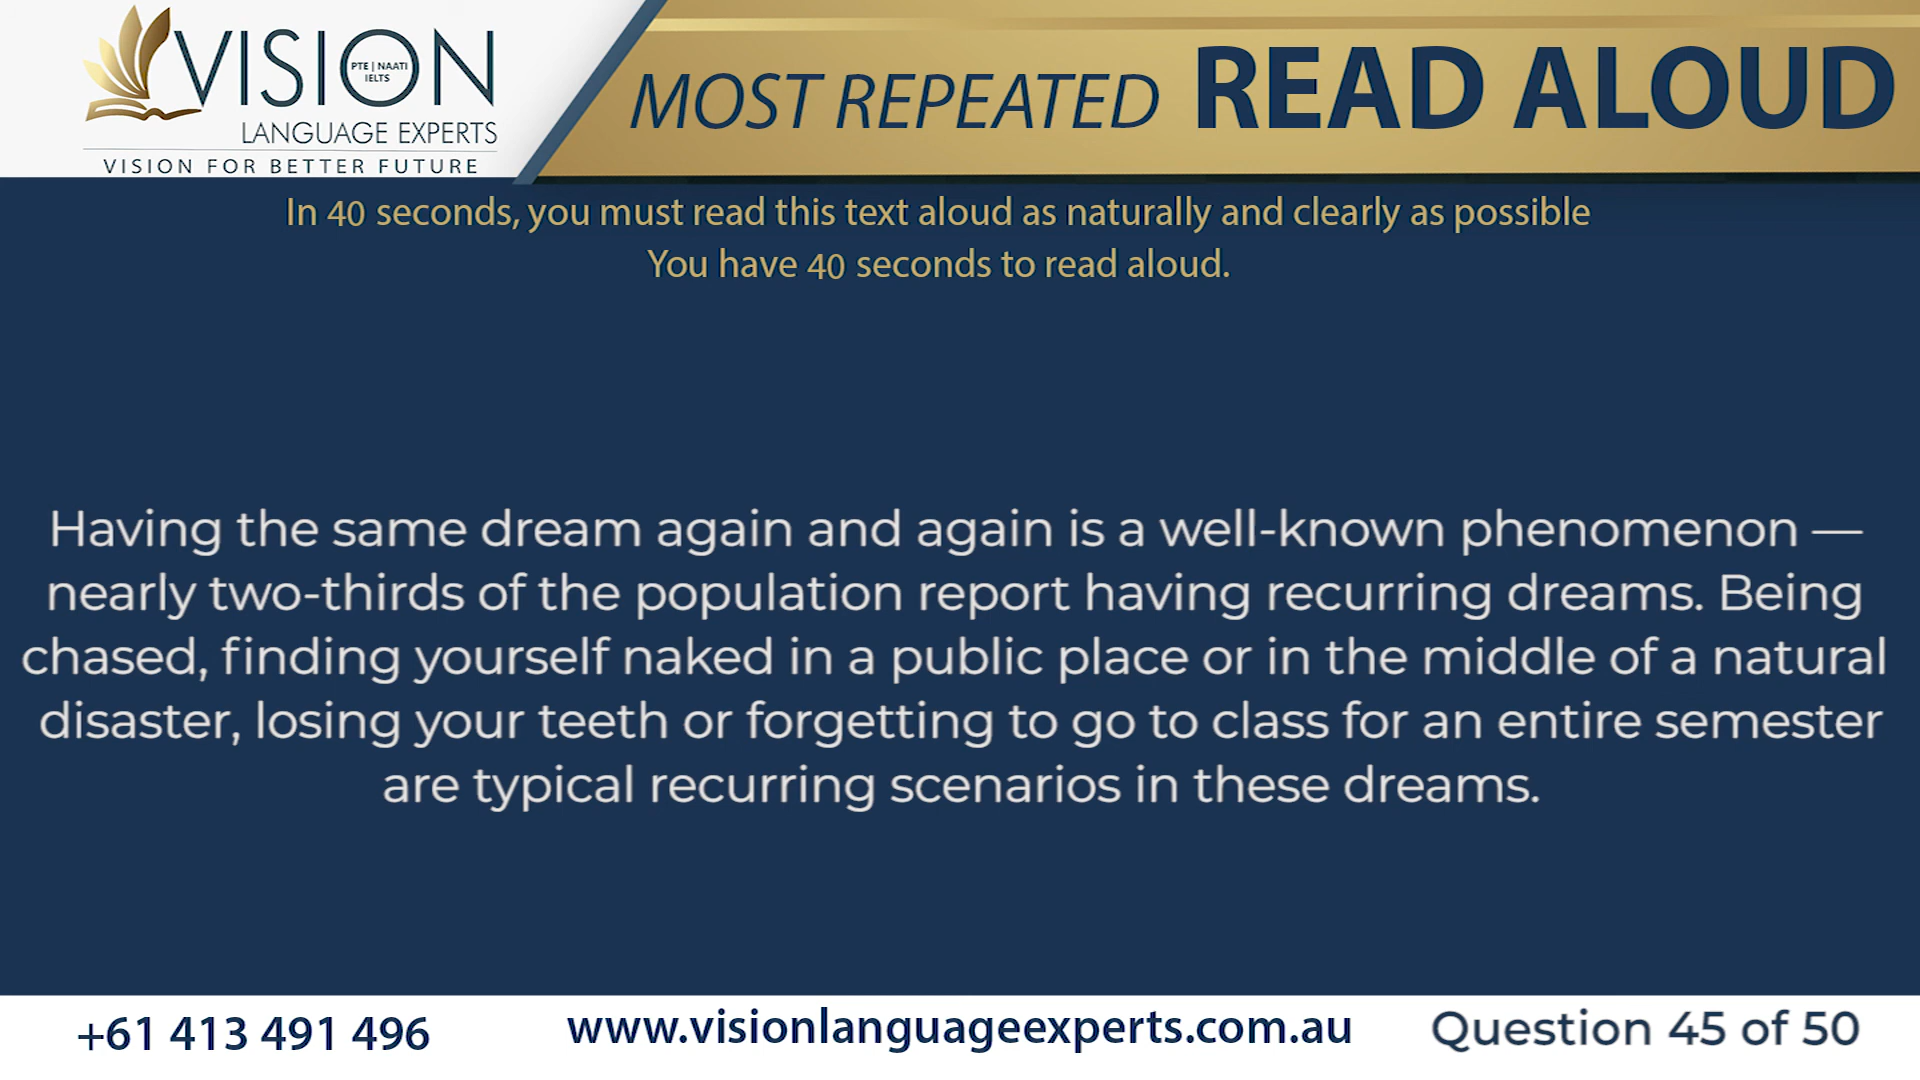 VISION
PTE | NAATI
IELTS
LANGUAGE EXPERTS
VISION FOR BETTER FUTURE
MOST REPEATED READ ALOUD
In 40 seconds, you must read this text aloud as naturally and clearly as possible
You have 40 seconds to read aloud.
Having the same dream again and again is a well-known phenomenon —
nearly two-thirds of the population report having recurring dreams. Being
chased, finding yourself naked in a public place or in the middle of a natural
disaster, losing your teeth or forgetting to go to class for an entire semester
are typical recurring scenarios in these dreams.
+61 413 491 496
www.visionlanguageexperts.com.au
Question 45 of 50